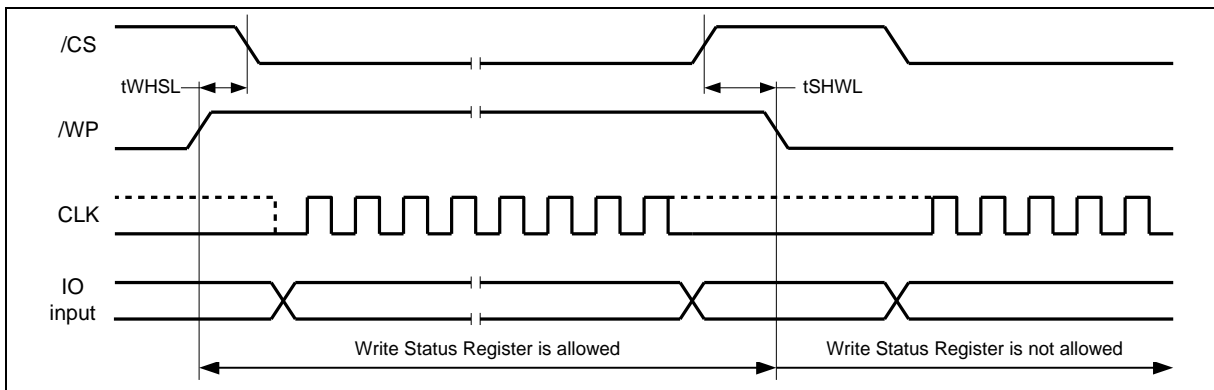 /CS
tWHSL
tSHWL
/WP
CLK
IO
input
Write Status Register is allowed
Write Status Register is not allowed